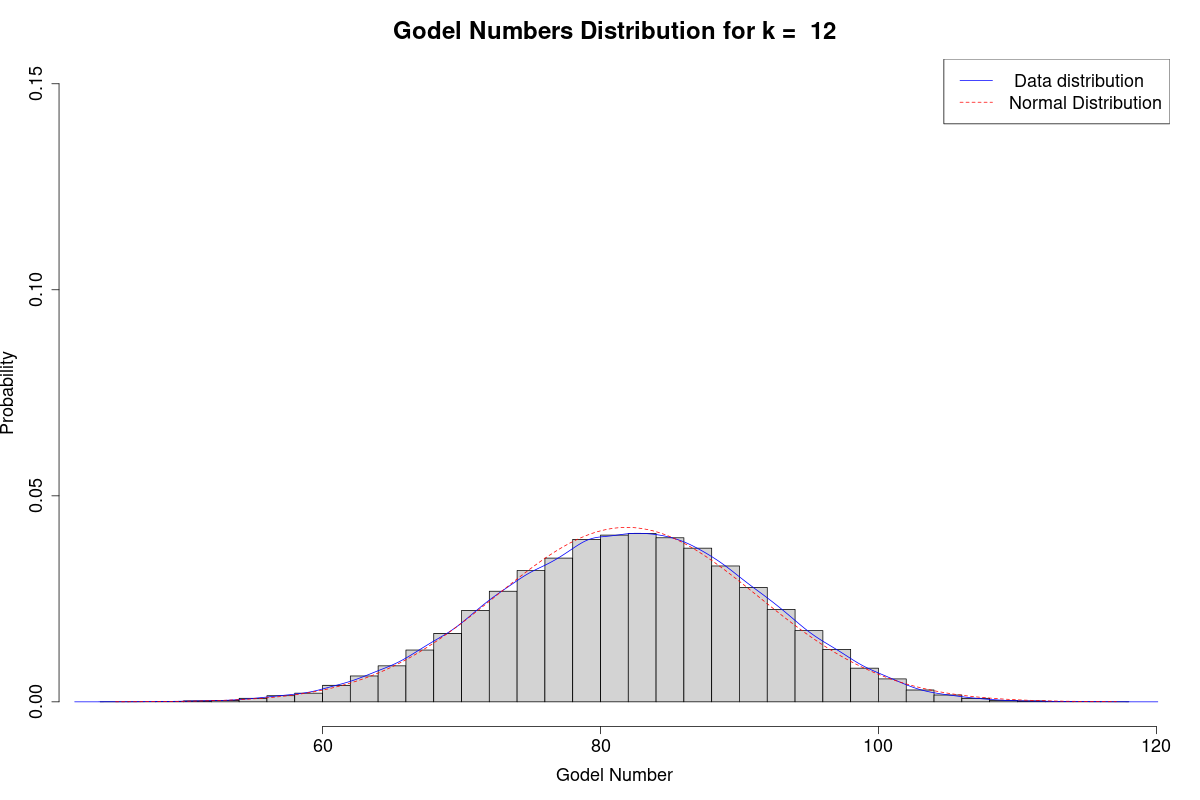 Godel Numbers Distribution for k =  12
Data distribution
Normal Distribution
0.15
0.10
0.05
0.00
Probability
60
80
100
120
Godel Number